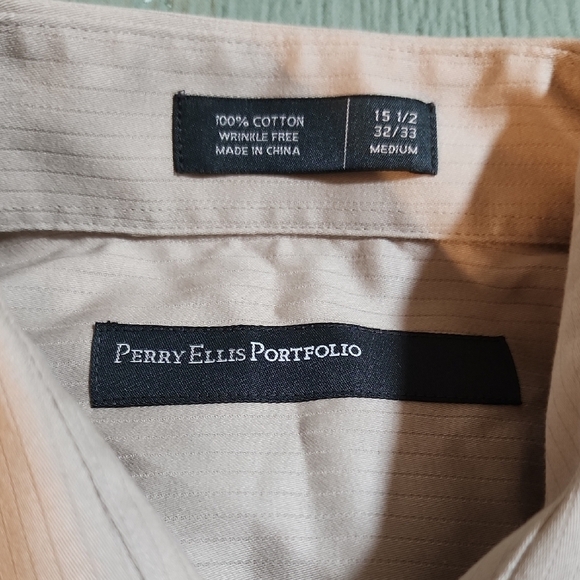 100% COTTON
WRINKLE FREE
MADE IN CHINA
15 1/2
32/33
MEDIUM
PERRY ELLIS PORTFOLIO